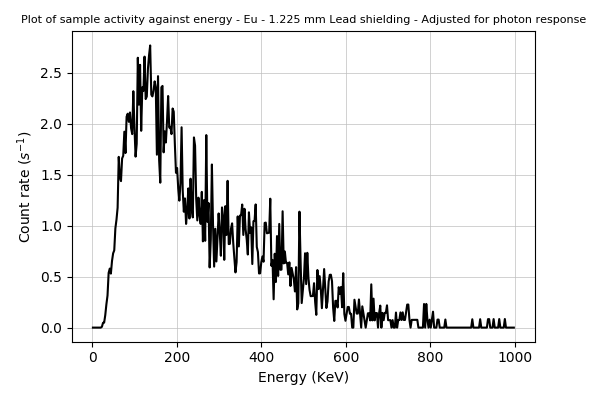 Plot of sample activity against energy - Eu - 1.225 mm Lead shielding - Adjusted for photon response
Count rate (s⁻¹)
2.5
2.0
1.5
1.0
0.5
0.0
0 200 400 600 800 1000
Energy (KeV)